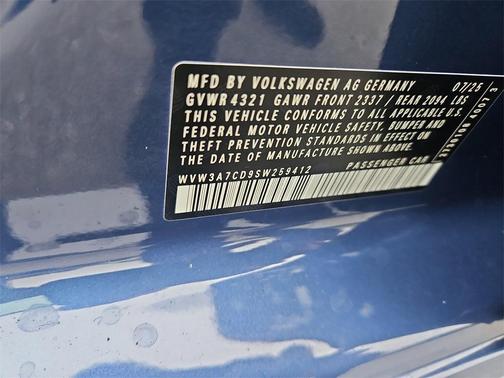 MFD BY VOLKSWAGEN AG GERMANY 07/25
GVWR 4321 GAWR FRONT 2337 / REAR 2094 LBS
THIS VEHICLE CONFORMS TO ALL APPLICABLE U.S.
FEDERAL MOTOR VEHICLE SAFETY, BUMPER AND
THEFT PREVENTION STANDARDS IN EFFECT ON
THE DATE OF MANUFACTURE SHOWN ABOVE.
WVW3A7CD9SW259412 PASSENGER CAR